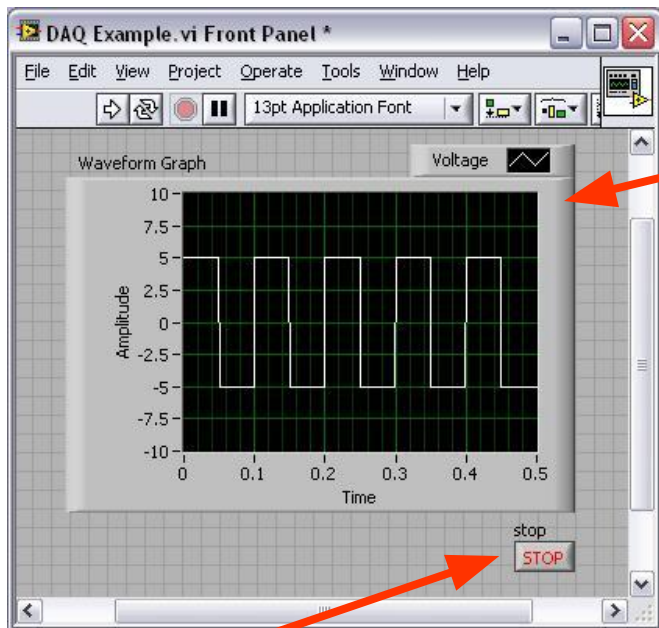 DAQ Example.vi Front Panel *
File Edit View Project Operate Tools Window Help
13pt Application Font
Waveform Graph
Voltage
10
7.5
5
2.5
0
-2.5
-5
-7.5
-10
Amplitude
0 0.1 0.2 0.3 0.4 0.5
Time
stop
STOP